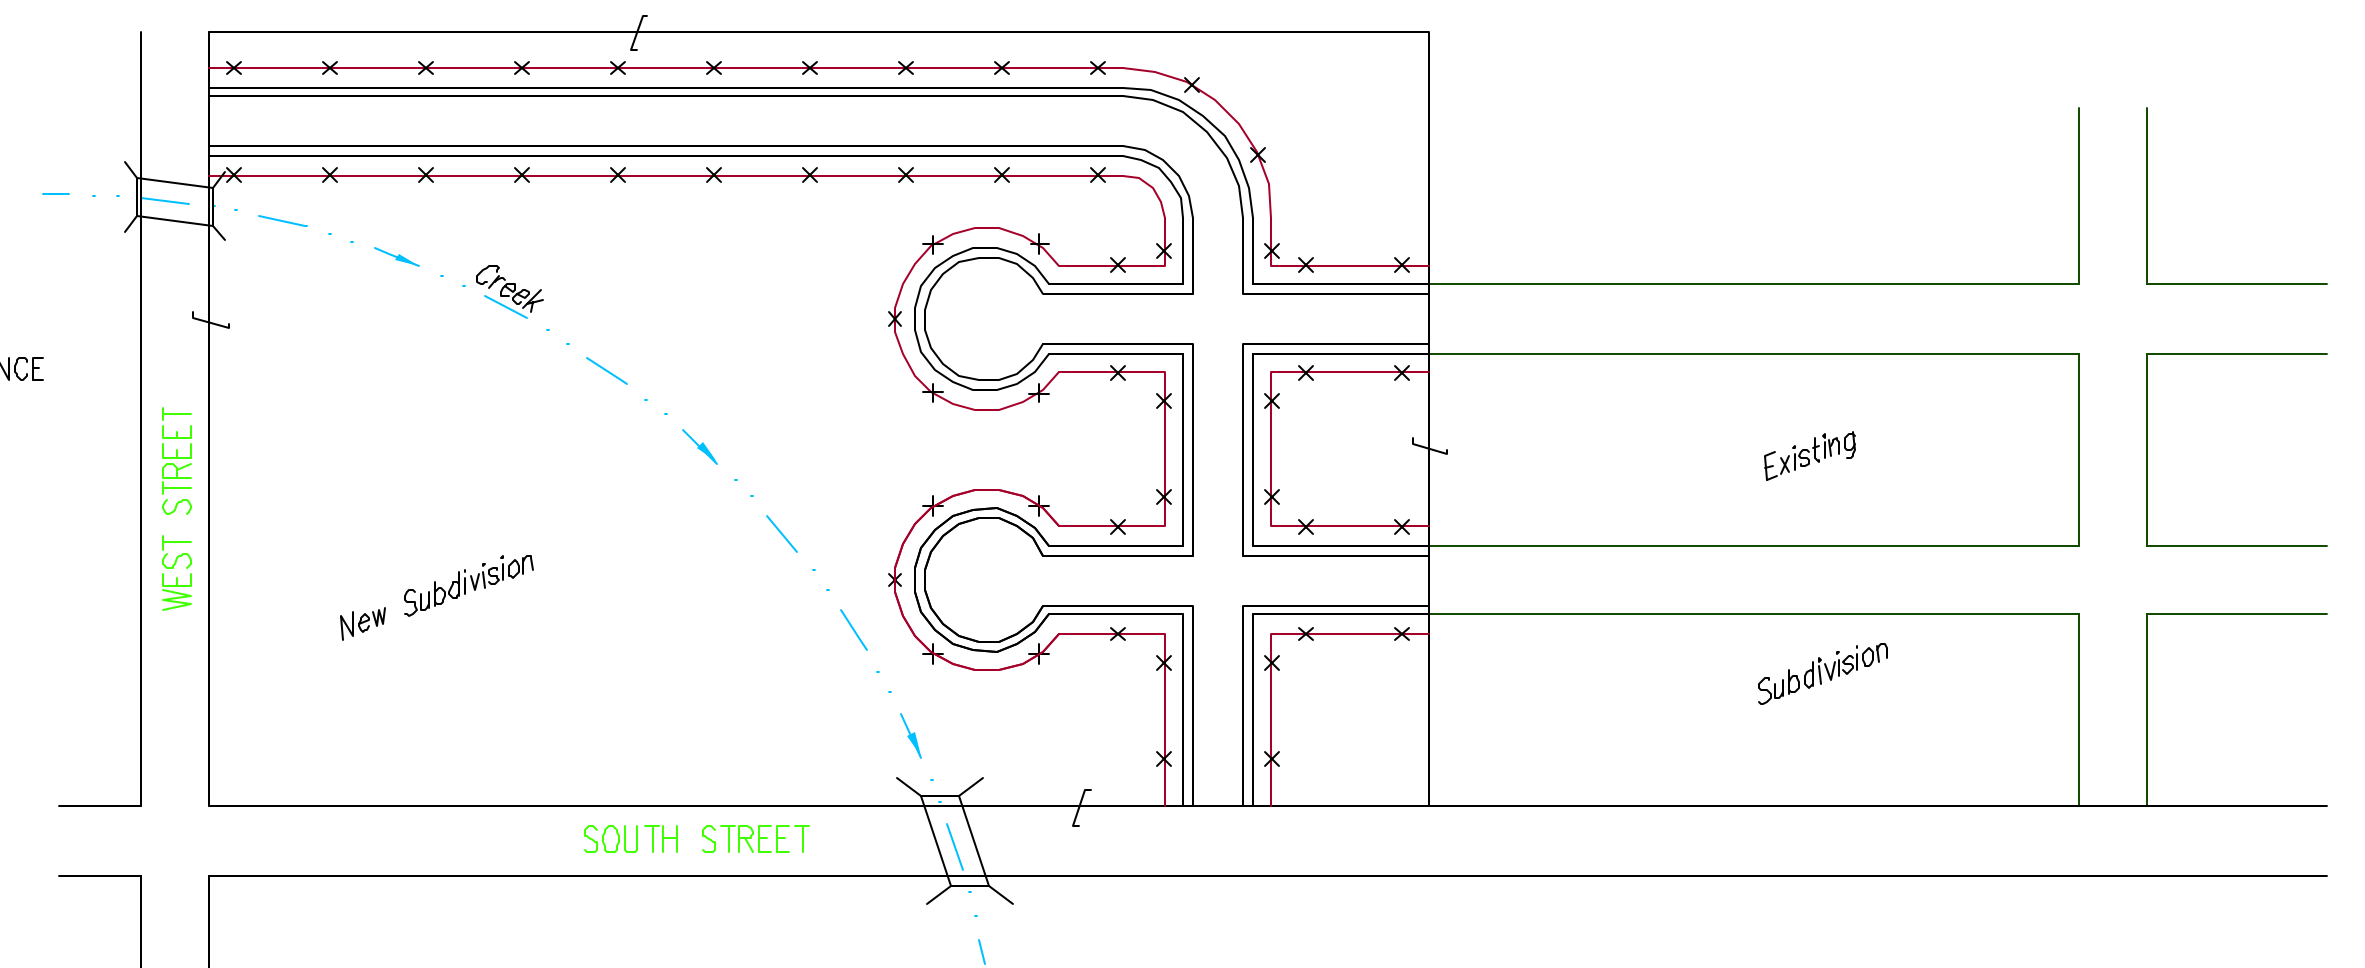 Creek
NCE
WEST STREET
New Subdivision
Existing
Subdivision
SOUTH STREET